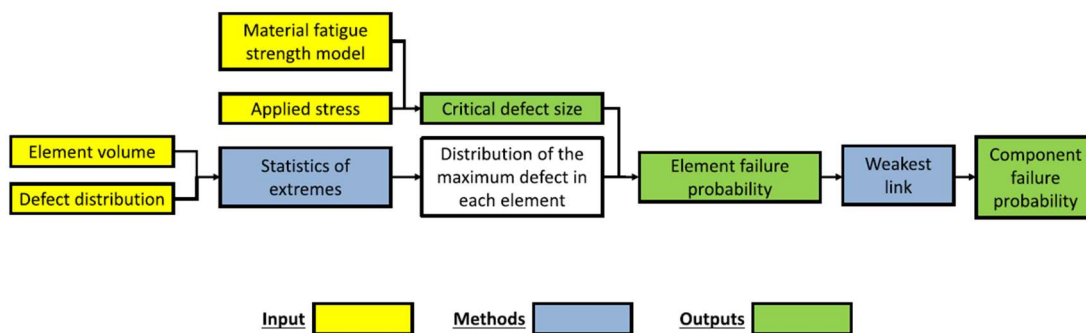 Material fatigue
strength model
Applied stress
Critical defect size
Element volume
Defect distribution
Statistics of
extremes
Distribution of the
maximum defect in
each element
Element failure
probability
Weakest
link
Component
failure
probability
Input
Methods
Outputs